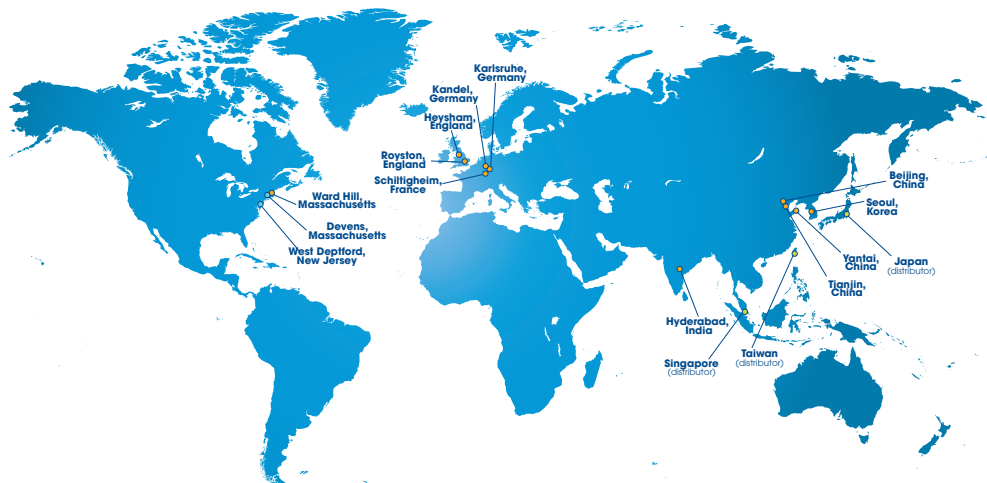 Karlsruhe,
Germany
Kandel,
Germany
Heysham,
England
Royston,
England
Schiltigheim,
France
Ward Hill,
Massachusetts
Devens,
Massachusetts
West Deptford,
New Jersey
Beijing,
China
Seoul,
Korea
Yantai,
China
Japan
(distributor)
Tianjin,
China
Hyderabad,
India
Singapore
(distributor)
Taiwan
(distributor)